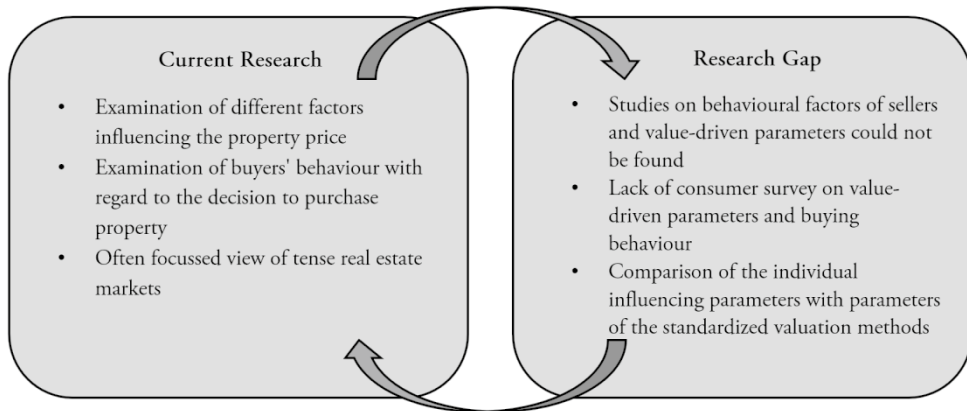 Current Research
• Examination of different factors
influencing the property price
• Examination of buyers' behaviour with
regard to the decision to purchase
property
• Often focussed view of tense real estate
markets
Research Gap
• Studies on behavioural factors of sellers
and value-driven parameters could not
be found
• Lack of consumer survey on value-
driven parameters and buying
behaviour
• Comparison of the individual
influencing parameters with parameters
of the standardized valuation methods